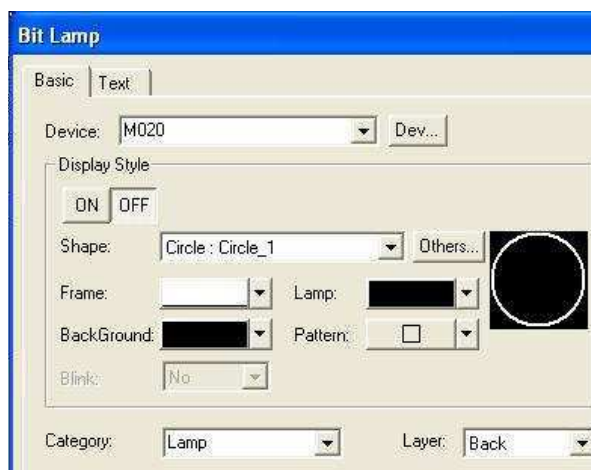 Bit Lamp
Basic Text
Device: M020 Dev...
Display Style
ON OFF
Shape: Circle : Circle_1 Others...
Frame: Lamp:
BackGround: Pattern:
Blink: No
Category: Lamp Layer: Back